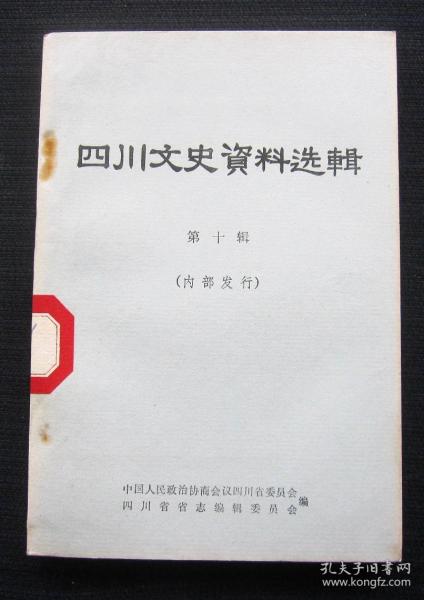 四川文史資料选輯
第十辑
(内部发行)
中国人民政治协商会议四川省委员会
四川省省志编辑委员会
编
孔夫子旧书网
www.kongfz.com